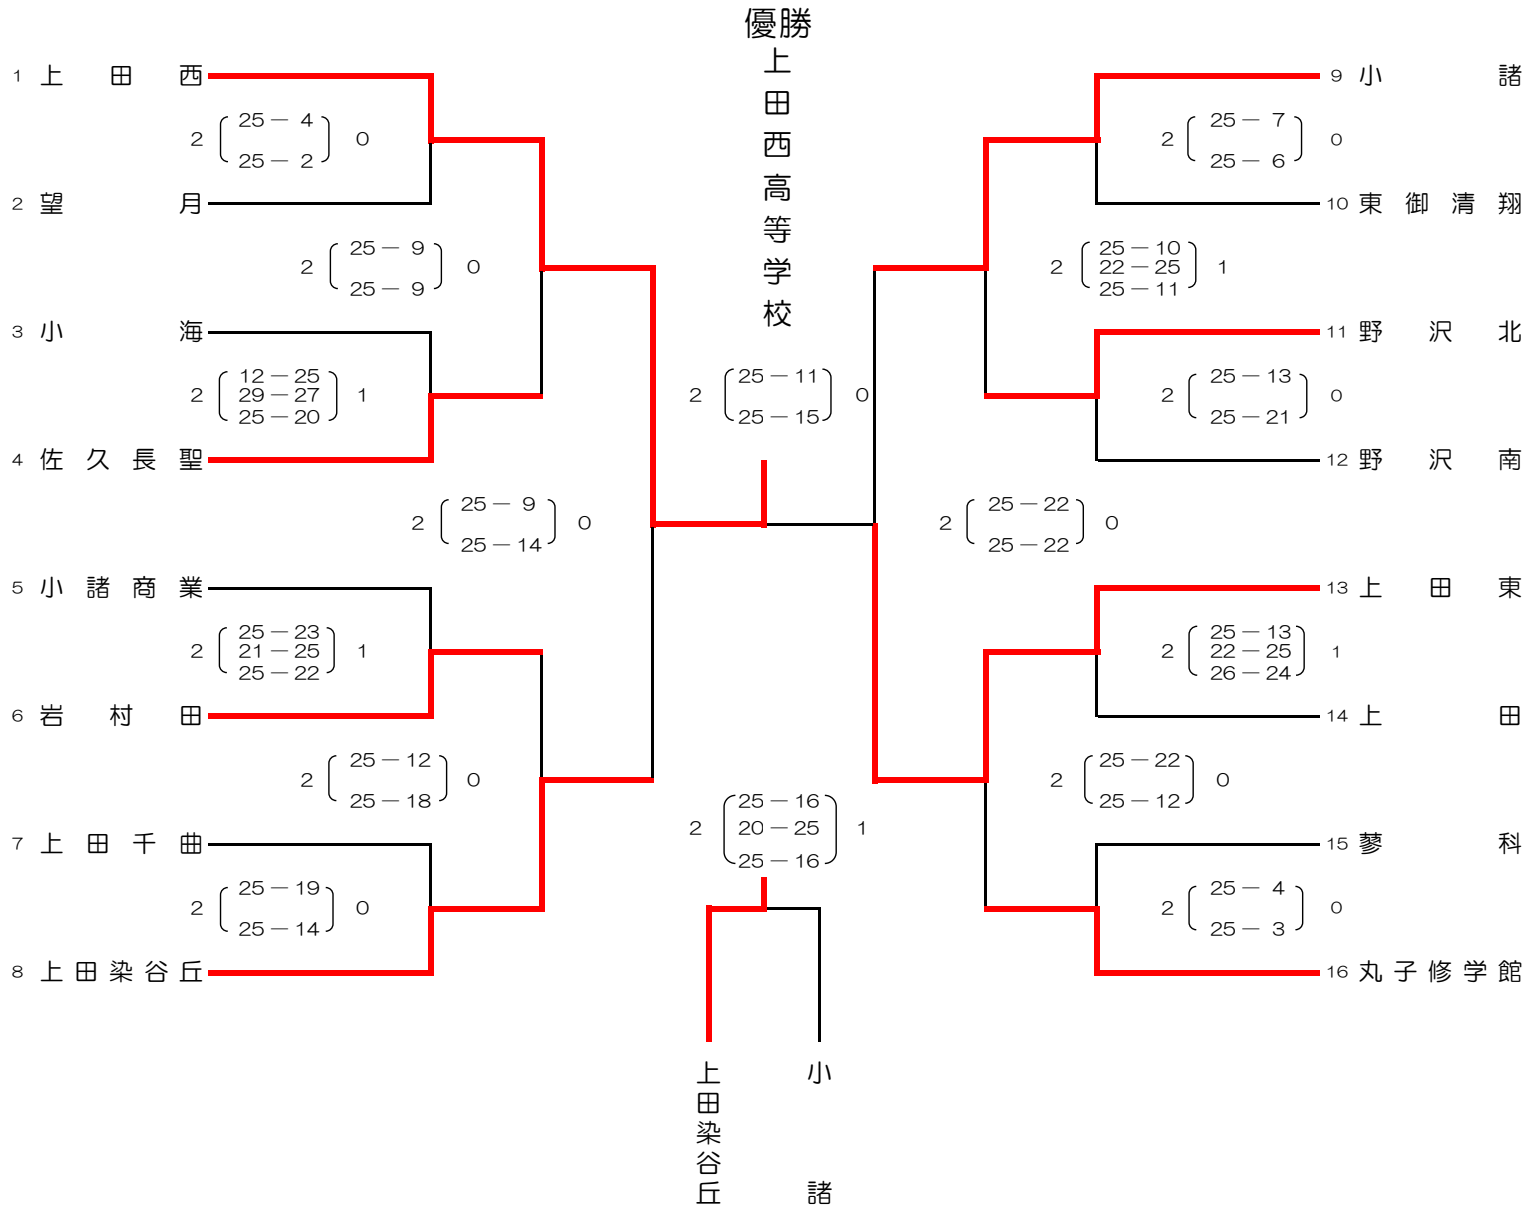 優勝
上田西高等学校
1 上田西
2 25－4 0
25－2
2 望月
2 25－9 0
25－9
3 小海
2 12－25 1
29－27
25－20
4 佐久長聖
2 25－9 0
25－14
5 小諸商業
2 25－23 1
21－25
25－22
6 岩村田
2 25－12 0
25－18
7 上田千曲
2 25－19 0
25－14
8 上田染谷丘
2 25－11 0
25－15
2 25－16 1
20－25
25－16
上田染谷丘
小諸
9 小諸
2 25－7 0
25－6
10 東御清翔
2 25－10 1
22－25
25－11
11 野沢北
2 25－13 0
25－21
12 野沢南
2 25－22 0
25－22
13 上田東
2 25－13 1
22－25
26－24
14 上田
2 25－22 0
25－12
15 蓼科
2 25－4 0
25－3
16 丸子修学館